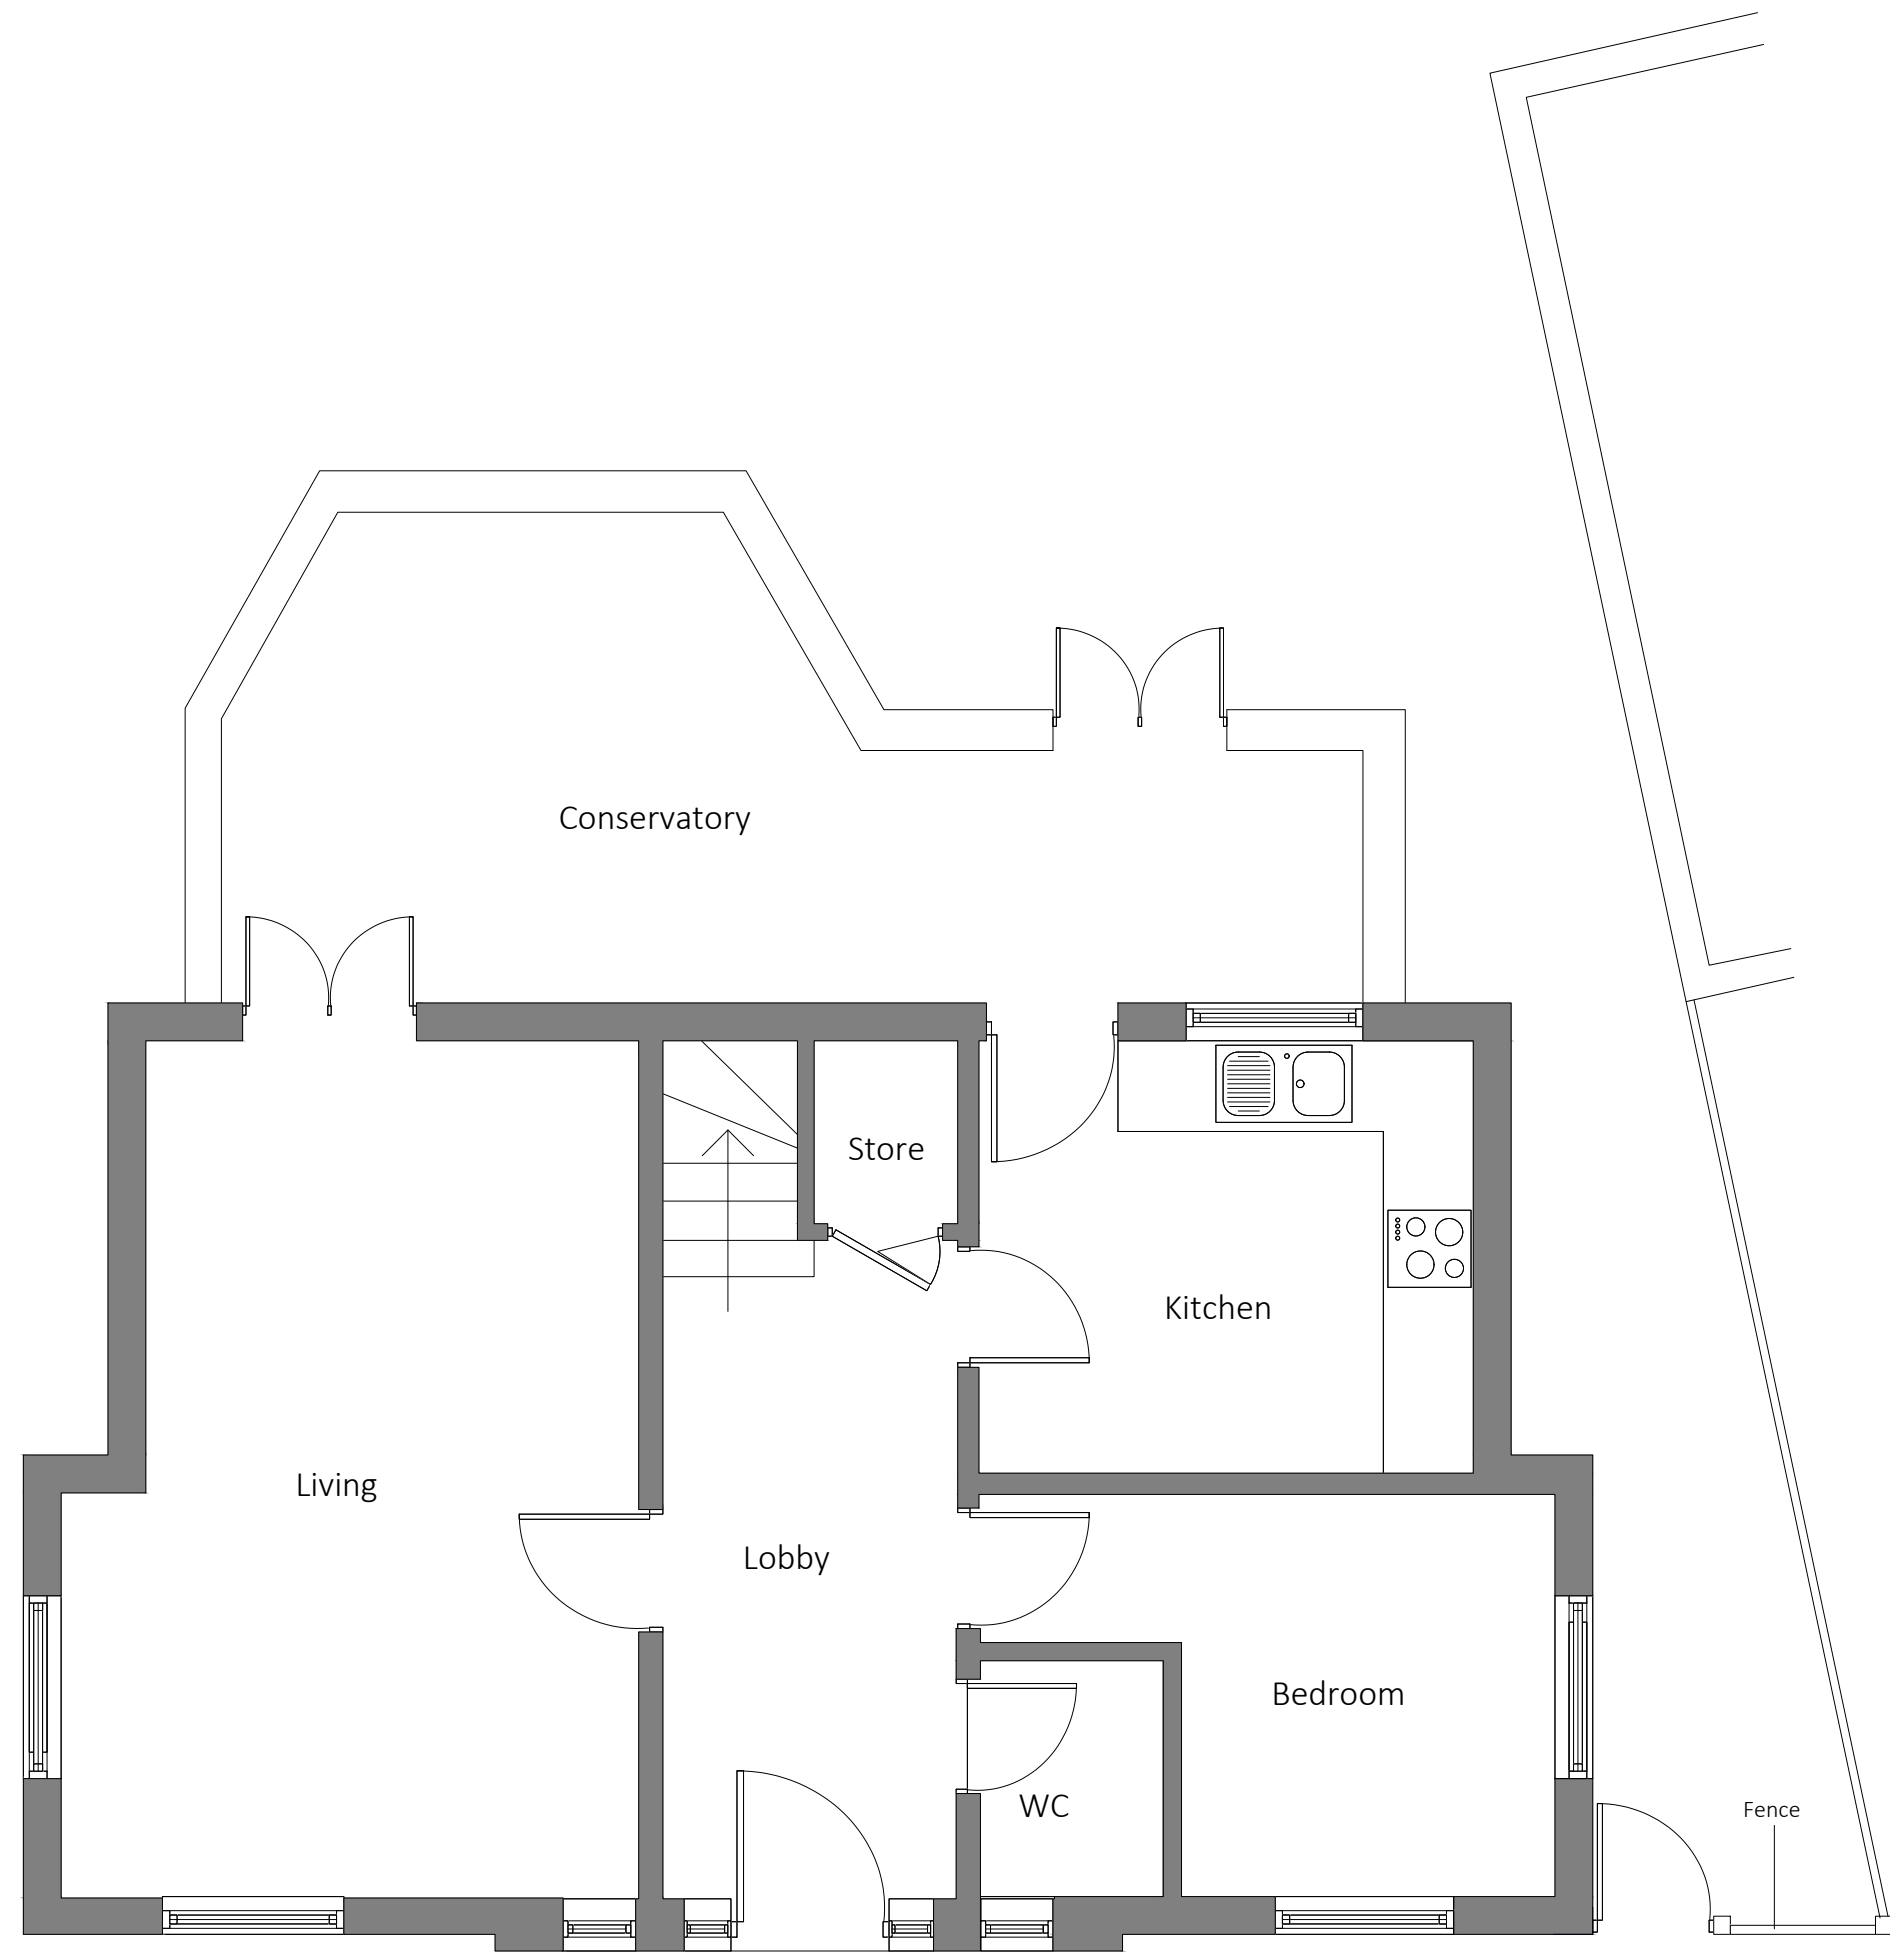 Conservatory
Store
Kitchen
Living
Lobby
Bedroom
WC
Fence